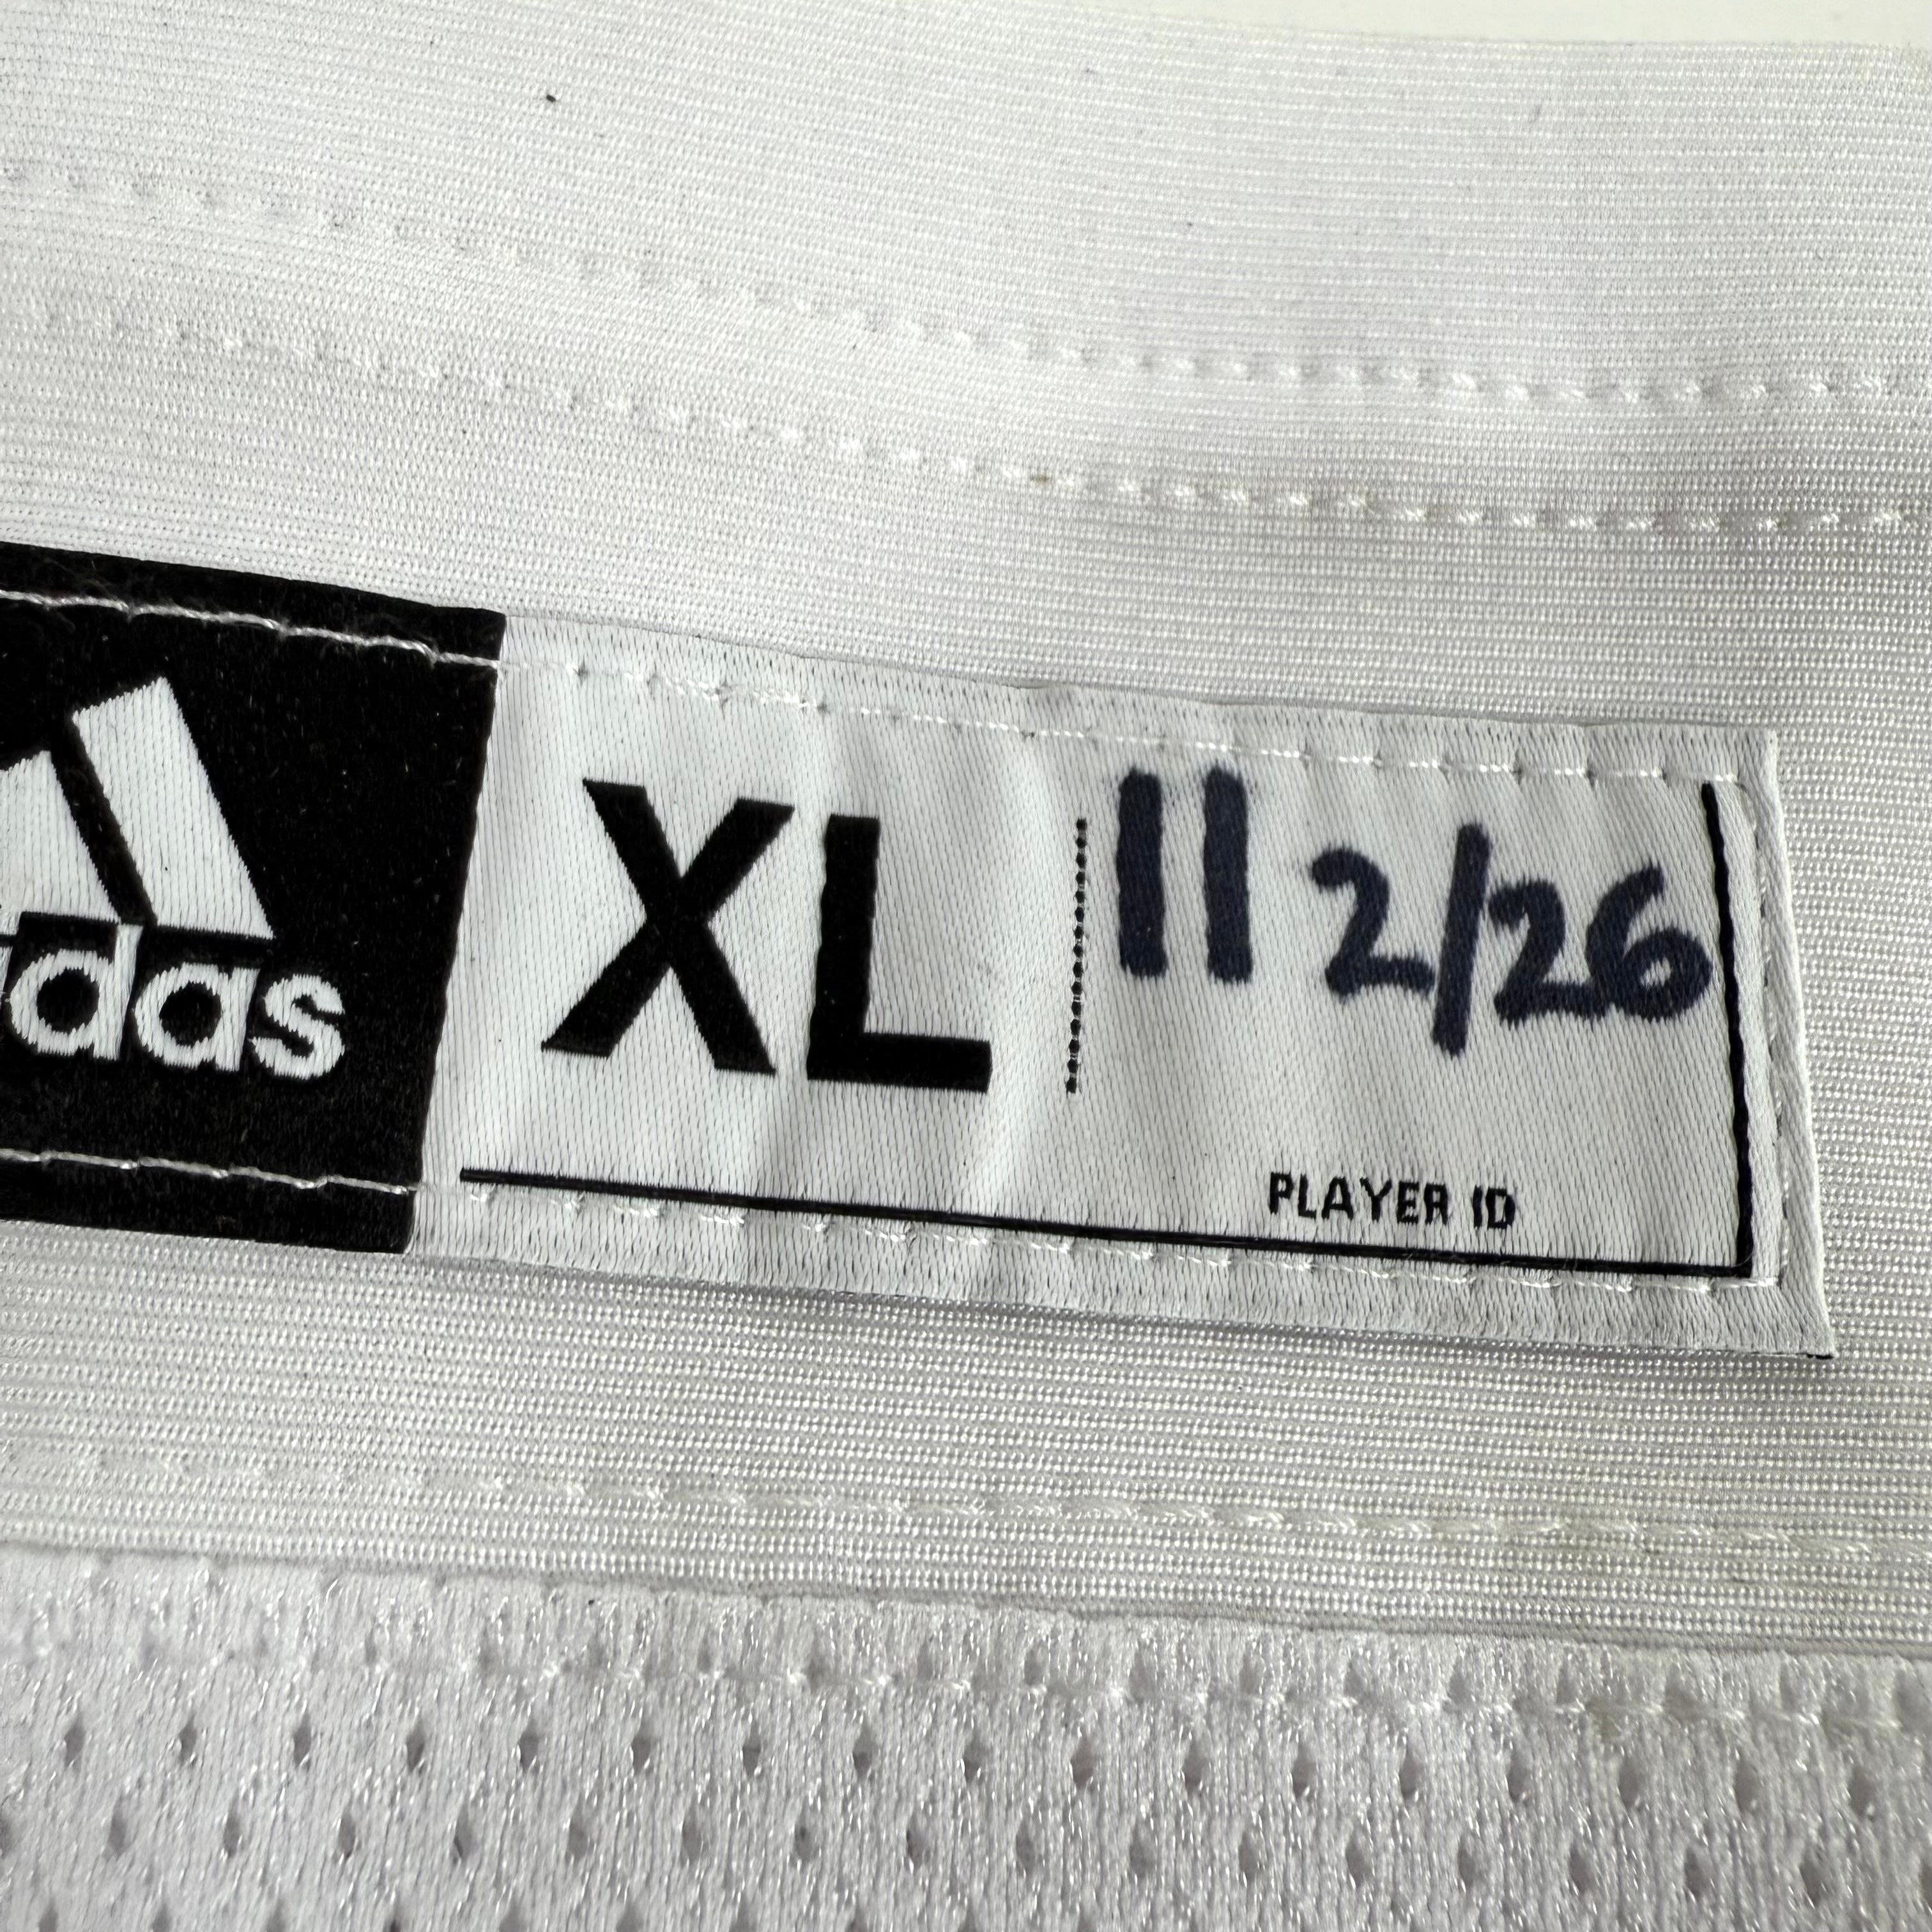 adidas
XL 11 2/26
PLAYER ID